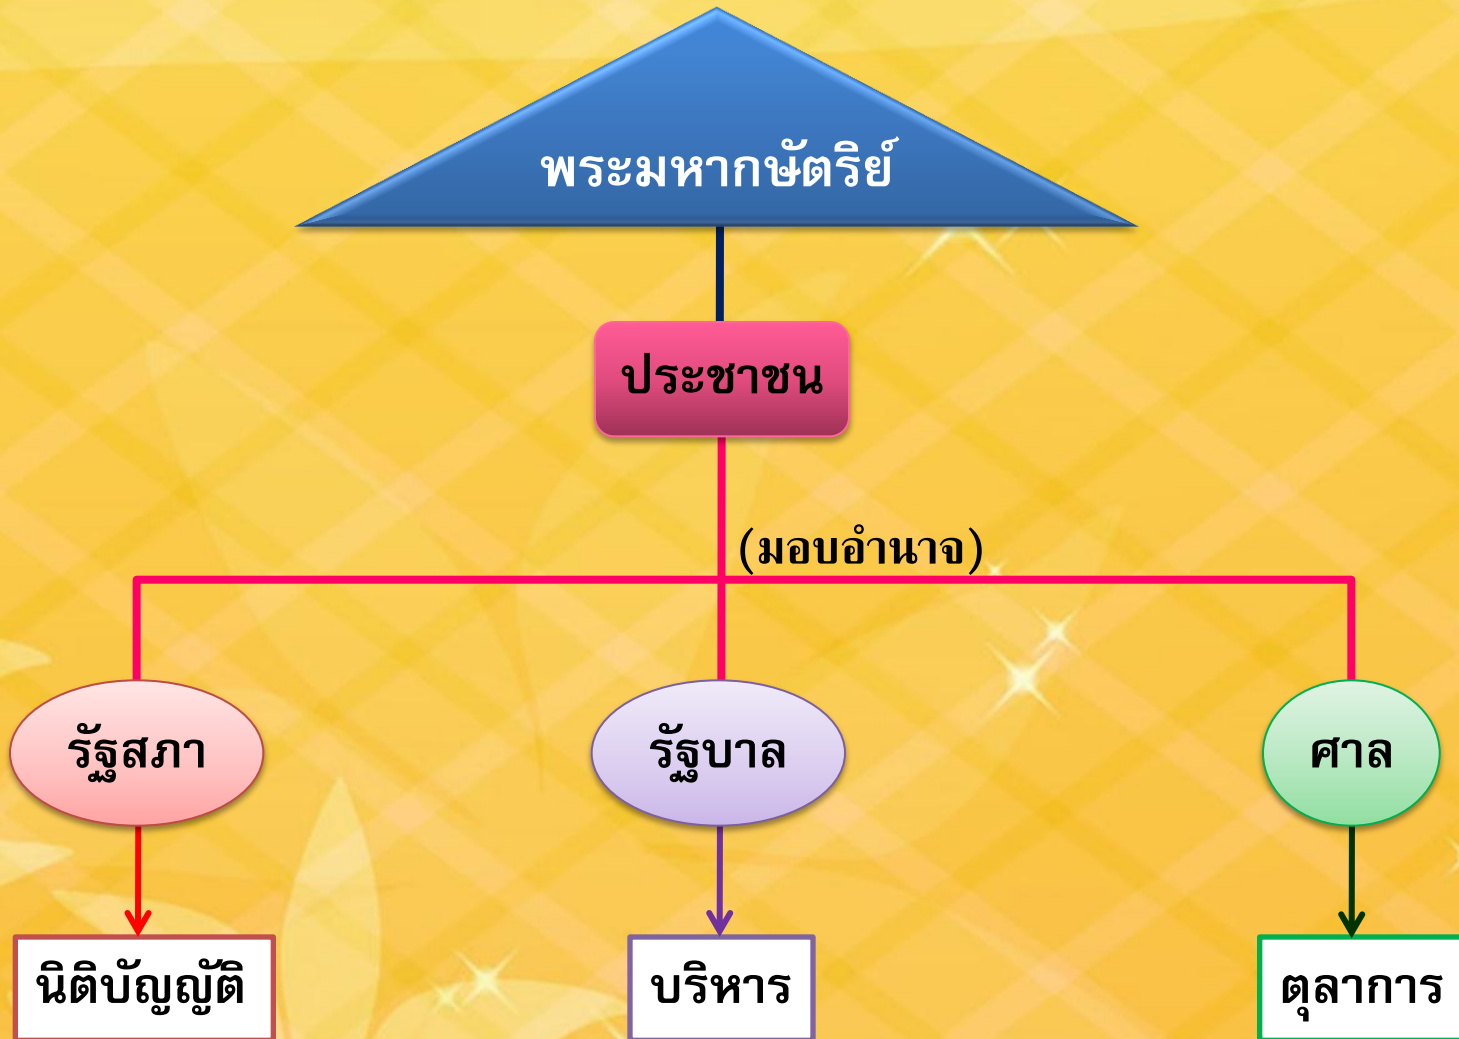 พระมหากษัตริย์
ประชาชน
(มอบอำนาจ)
รัฐสภา
รัฐบาล
ศาล
นิติบัญญัติ
บริหาร
ตุลาการ